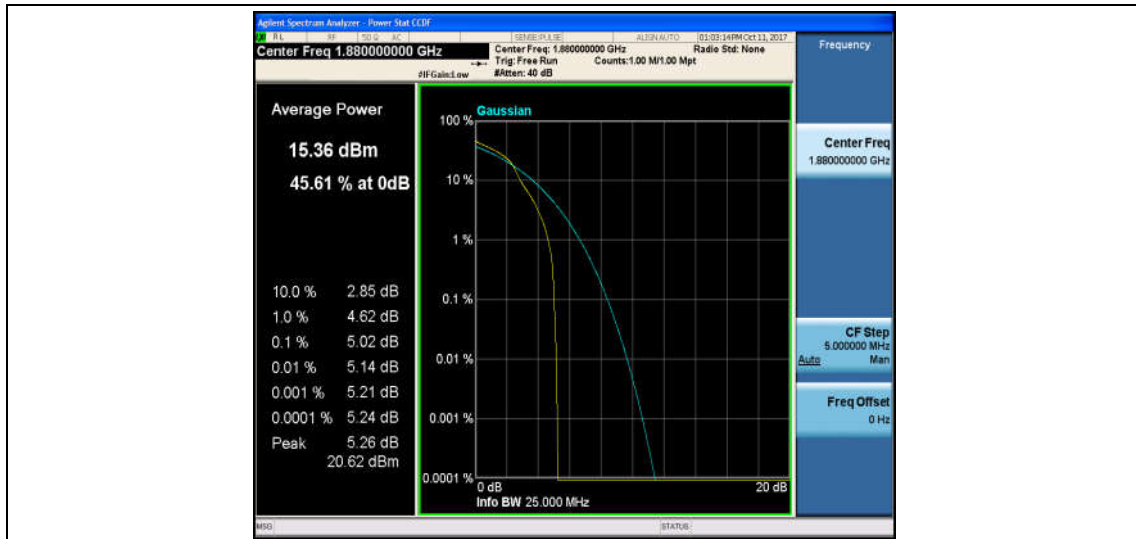 Agilent Spectrum Analyzer - Power Stat CCDF
RL RF 50 Ω AC SENSE:PULSE ALIGN AUTO 01:03:14 PM Oct 11, 2017
Center Freq 1.880000000 GHz
Center Freq: 1.880000000 GHz Radio Std: None
Trig: Free Run Counts:1.00 M/1.00 Mpt
#IFGain:Low #Atten: 40 dB
Frequency
Average Power
15.36 dBm
45.61 % at 0dB
10.0 % 2.85 dB
1.0 % 4.62 dB
0.1 % 5.02 dB
0.01 % 5.14 dB
0.001 % 5.21 dB
0.0001 % 5.24 dB
Peak 5.26 dB
20.62 dBm
Gaussian
100 %
10 %
1 %
0.1 %
0.01 %
0.001 %
0.0001 %
0 dB 20 dB
Info BW 25.000 MHz
Center Freq
1.880000000 GHz
CF Step
5.000000 MHz
Auto Man
Freq Offset
0 Hz
MSG STATUS